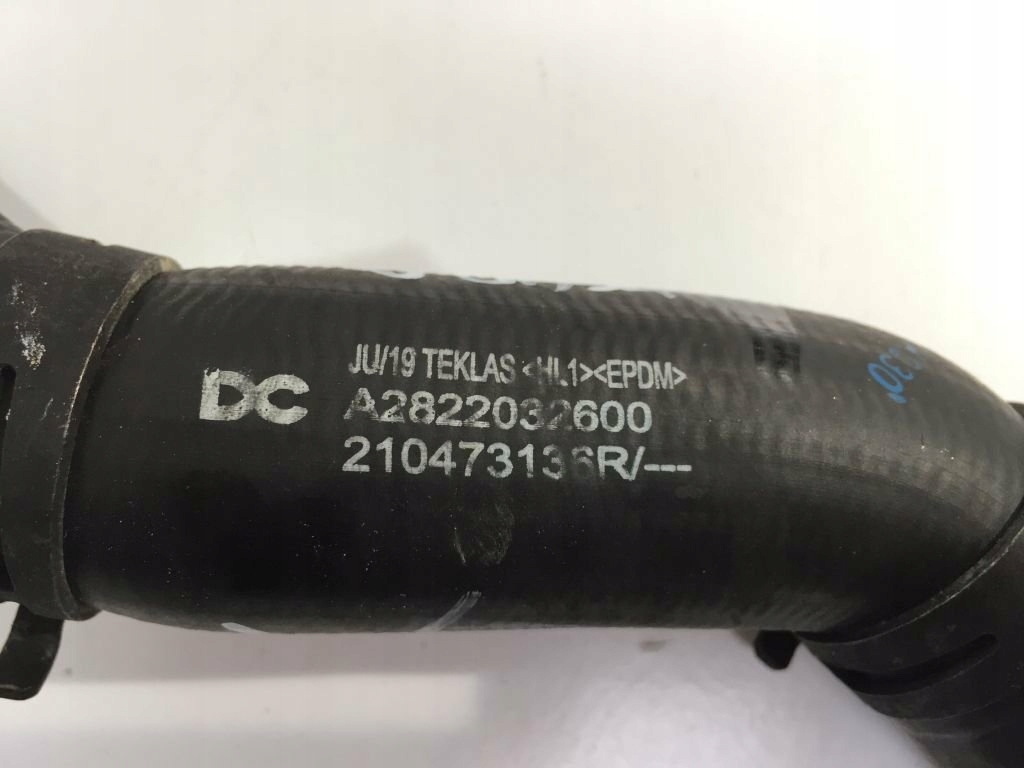 JU/19 TEKLAS <HL1><EPDM>
DC A2822032600
210473136R/---